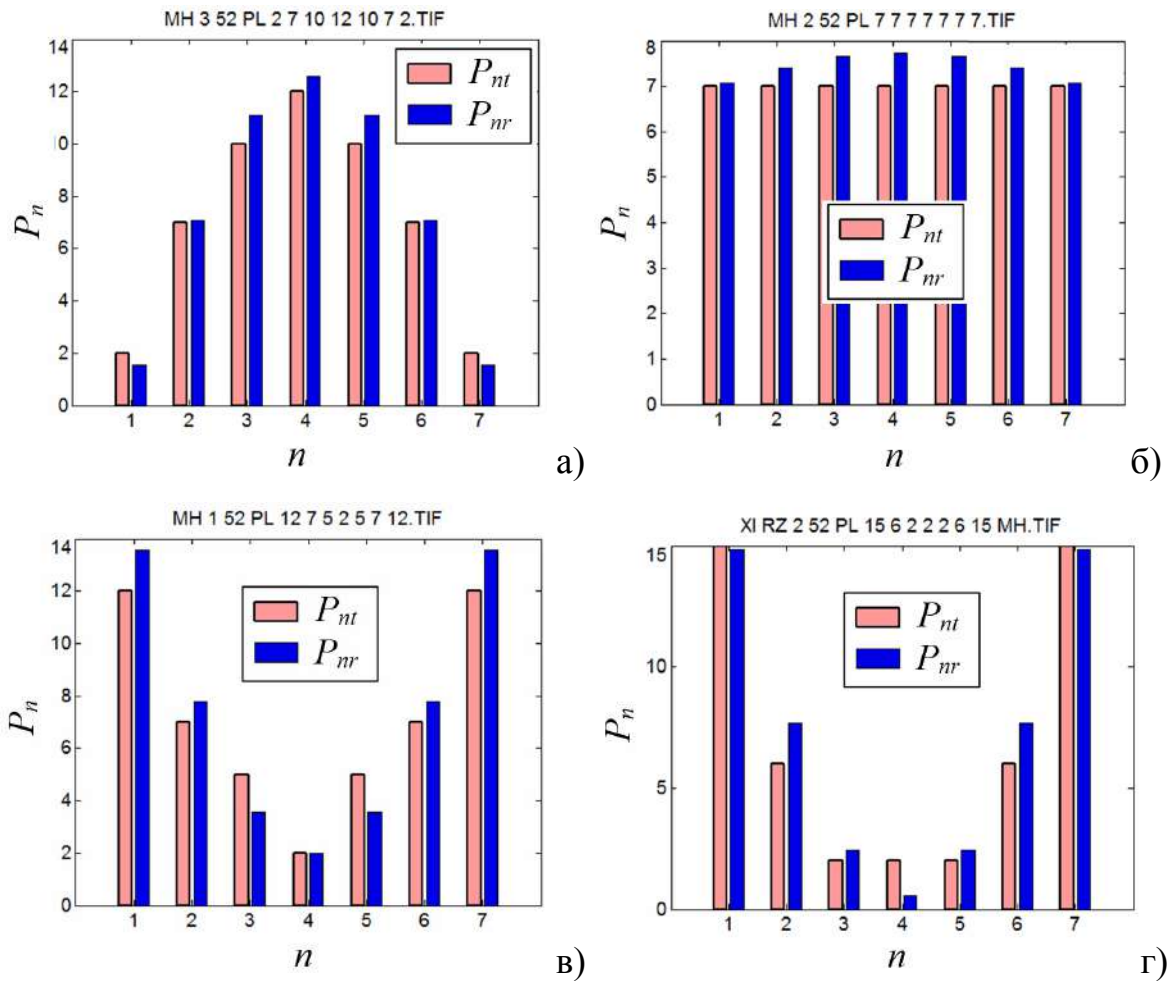 MH 3 52 PL 2 7 10 12 10 7 2.TIF
14
12
10
8
6
4
2
0
P_n
P_nt
P_nr
1 2 3 4 5 6 7
n
а)
MH 2 52 PL 7 7 7 7 7 7 7.TIF
8
7
6
5
4
3
2
1
0
P_n
P_nt
P_nr
1 2 3 4 5 6 7
n
б)
MH 1 52 PL 12 7 5 2 5 7 12.TIF
14
12
10
8
6
4
2
0
P_n
P_nt
P_nr
1 2 3 4 5 6 7
n
в)
XI RZ 2 52 PL 15 6 2 2 2 6 15 MH.TIF
15
10
5
0
P_n
P_nt
P_nr
1 2 3 4 5 6 7
n
г)